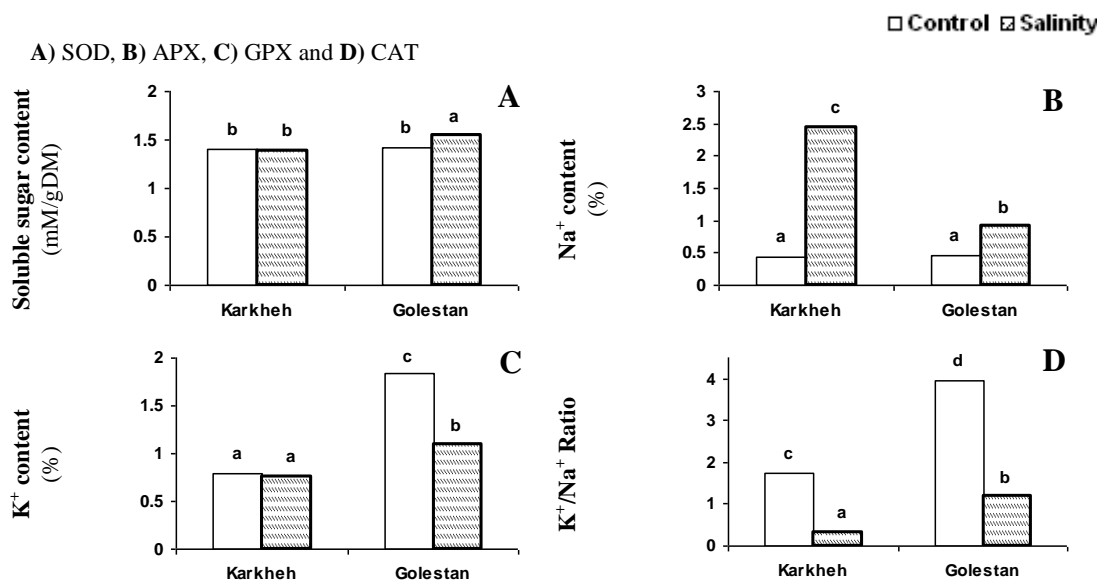 □ Control ▨ Salinity
A) SOD, B) APX, C) GPX and D) CAT
A
Soluble sugar content
(mM/gDM)
2
1.5
1
0.5
0
b b b a
Karkheh Golestan
B
Na⁺ content
(%)
3
2.5
2
1.5
1
0.5
0
a c a b
Karkheh Golestan
C
K⁺ content
(%)
2
1.5
1
0.5
0
a a c b
Karkheh Golestan
D
K⁺/Na⁺ Ratio
4
3
2
1
0
c a d b
Karkheh Golestan